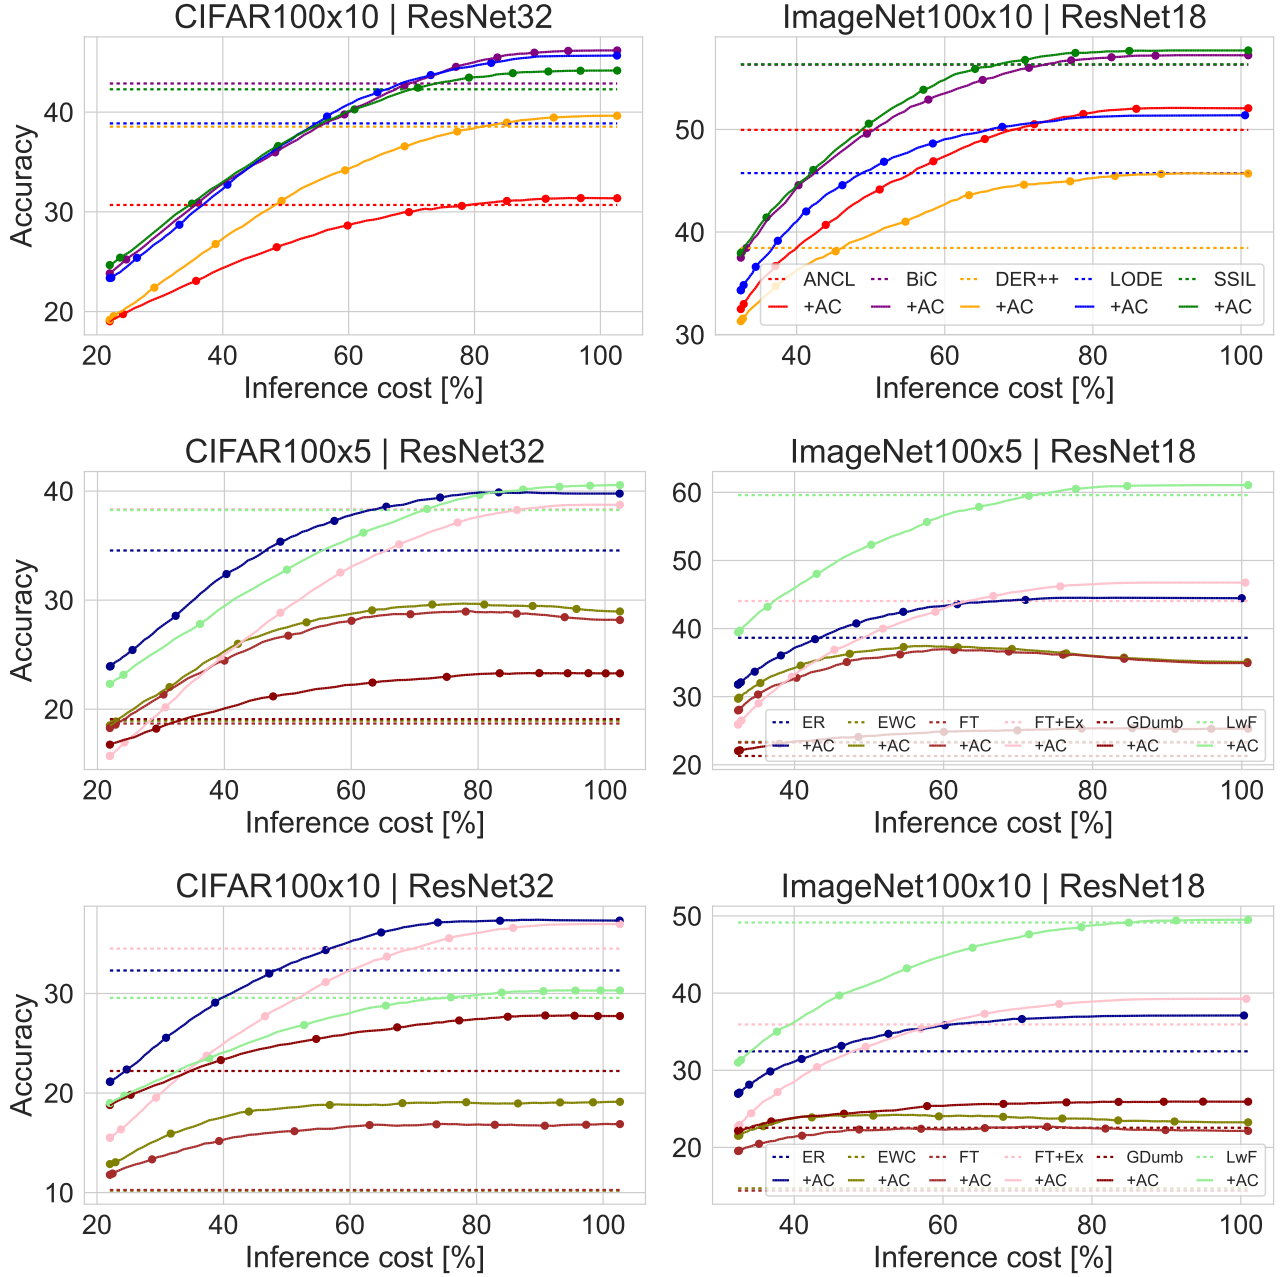 CIFAR100x10 | ResNet32
Accuracy
40
30
20
20 40 60 80 100
Inference cost [%]
ImageNet100x10 | ResNet18
50
40
30
40 60 80 100
ANCL BiC DER++ LODE SSIL
+AC +AC +AC +AC +AC
Inference cost [%]
CIFAR100x5 | ResNet32
Accuracy
40
30
20
20 40 60 80 100
Inference cost [%]
ImageNet100x5 | ResNet18
60
50
40
30
20
40 60 80 100
ER EWC FT FT+Ex GDumb LwF
+AC +AC +AC +AC +AC +AC
Inference cost [%]
CIFAR100x10 | ResNet32
Accuracy
30
20
10
20 40 60 80 100
Inference cost [%]
ImageNet100x10 | ResNet18
50
40
30
20
40 60 80 100
ER EWC FT FT+Ex GDumb LwF
+AC +AC +AC +AC +AC +AC
Inference cost [%]